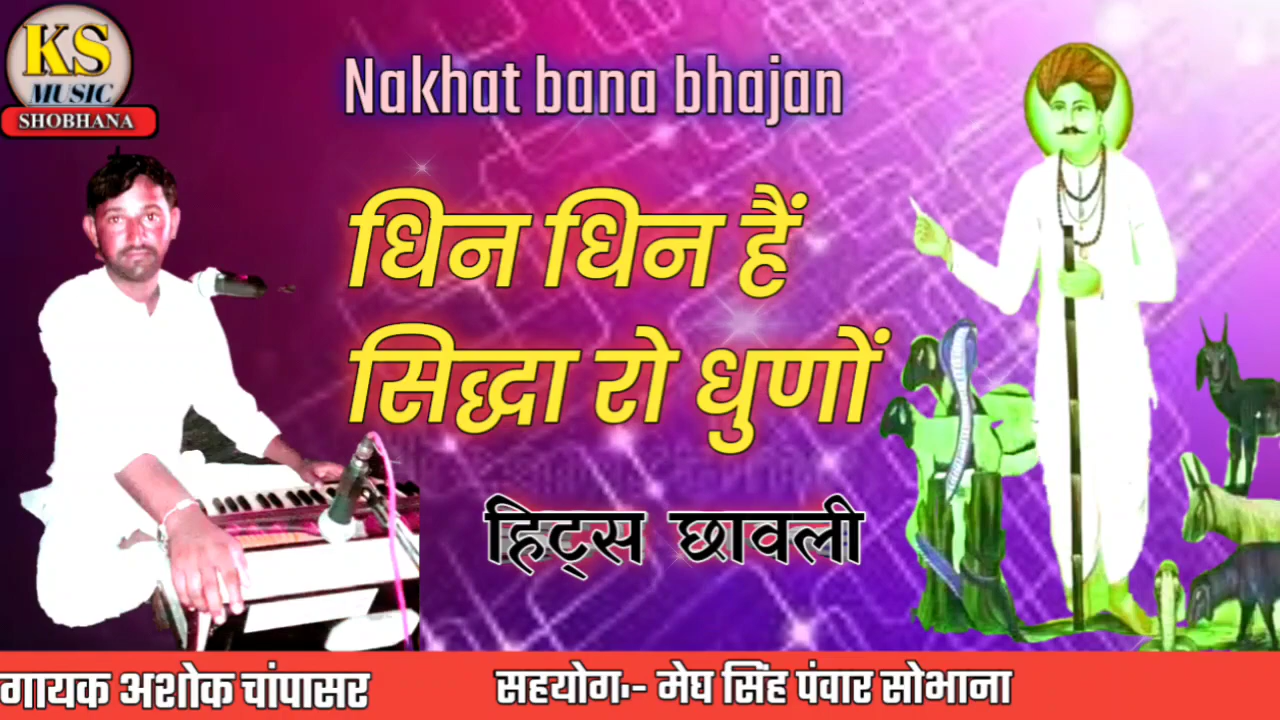 KS
MUSIC
SHOBHANA
Nakhat bana bhajan
धिन धिन हैं
सिद्धा रो धुणों
हिट्स छावली
गायक अशोक चांपासर
सहयोगः- मेघ सिंह पंवार सोभाना